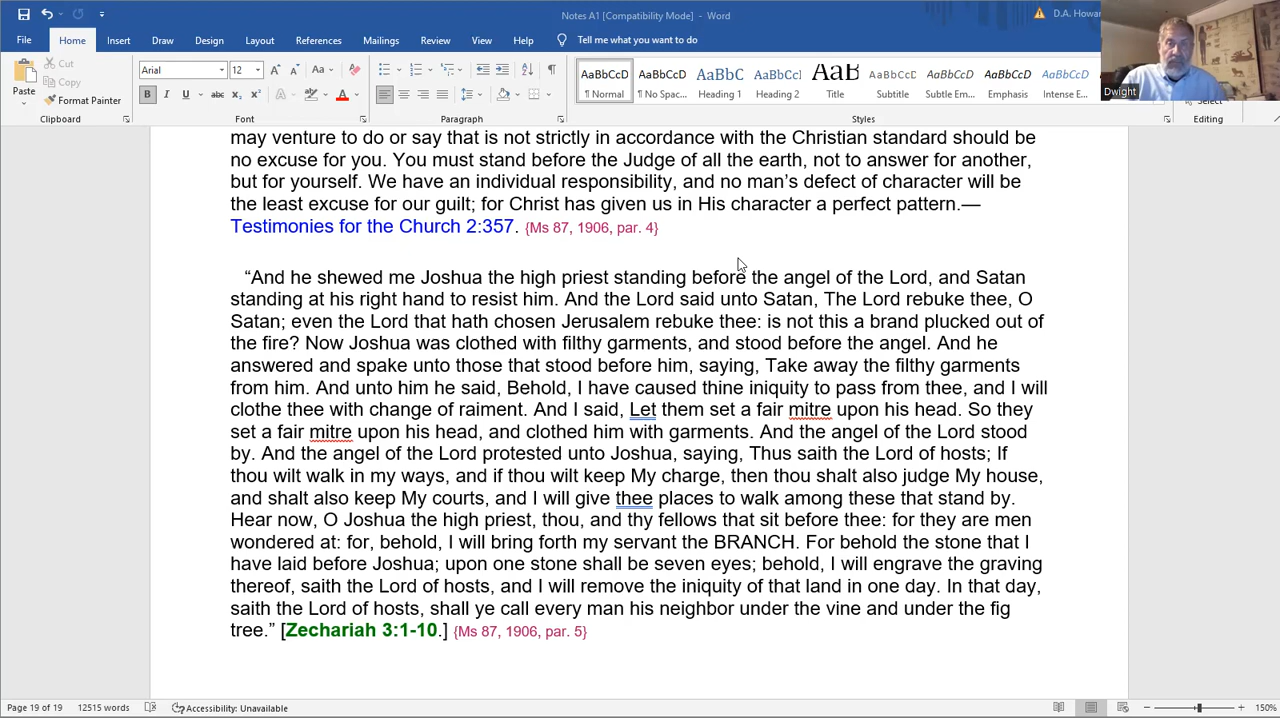 Notes A1 [Compatibility Mode] - Word
D.A. Howar
File Home Insert Draw Design Layout References Mailings Review View Help Tell me what you want to do
Cut
Copy
Paste
Format Painter
Arial 12
Clipboard
Font
Paragraph
AaBbCcD AaBbCcD AaBbC AaBbCcl AaB AaBbCcD AaBbCcD AaBbCcD AaBbCcD
¶ Normal ¶ No Spac... Heading 1 Heading 2 Title Subtitle Subtle Em... Emphasis Intense E...
Styles
Select
Editing
Dwight
may venture to do or say that is not strictly in accordance with the Christian standard should be
no excuse for you. You must stand before the Judge of all the earth, not to answer for another,
but for yourself. We have an individual responsibility, and no man’s defect of character will be
the least excuse for our guilt; for Christ has given us in His character a perfect pattern.—
Testimonies for the Church 2:357. {Ms 87, 1906, par. 4}
“And he shewed me Joshua the high priest standing before the angel of the Lord, and Satan
standing at his right hand to resist him. And the Lord said unto Satan, The Lord rebuke thee, O
Satan; even the Lord that hath chosen Jerusalem rebuke thee: is not this a brand plucked out of
the fire? Now Joshua was clothed with filthy garments, and stood before the angel. And he
answered and spake unto those that stood before him, saying, Take away the filthy garments
from him. And unto him he said, Behold, I have caused thine iniquity to pass from thee, and I will
clothe thee with change of raiment. And I said, Let them set a fair mitre upon his head. So they
set a fair mitre upon his head, and clothed him with garments. And the angel of the Lord stood
by. And the angel of the Lord protested unto Joshua, saying, Thus saith the Lord of hosts; If
thou wilt walk in my ways, and if thou wilt keep My charge, then thou shalt also judge My house,
and shalt also keep My courts, and I will give thee places to walk among these that stand by.
Hear now, O Joshua the high priest, thou, and thy fellows that sit before thee: for they are men
wondered at: for, behold, I will bring forth my servant the BRANCH. For behold the stone that I
have laid before Joshua; upon one stone shall be seven eyes; behold, I will engrave the graving
thereof, saith the Lord of hosts, and I will remove the iniquity of that land in one day. In that day,
saith the Lord of hosts, shall ye call every man his neighbor under the vine and under the fig
tree.” [Zechariah 3:1-10.] {Ms 87, 1906, par. 5}
Page 19 of 19 12515 words Accessibility: Unavailable 150%